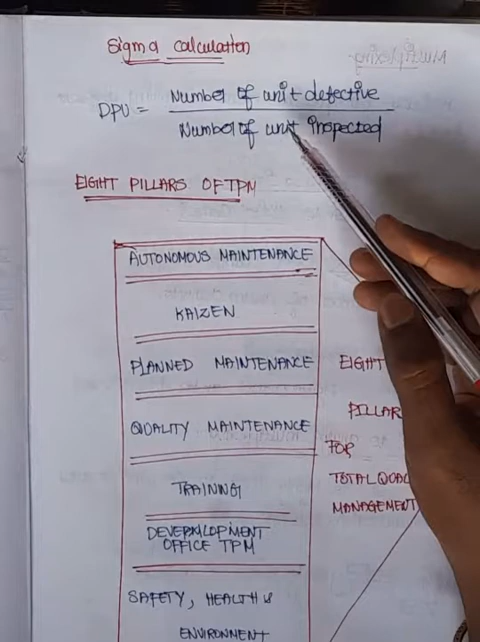 Sigma calculation
Multiplexing
DPU = Number of unit defective
Number of unit inspected
EIGHT PILLARS OF TPM
AUTONOMOUS MAINTENANCE
KAIZEN
PLANNED MAINTENANCE
QUALITY MAINTENANCE
TRAINING
OFFICE TPM
SAFETY, HEALTH &
ENVIRONMENT
EIGHT
PILLAR
FOR
TOTAL QUAL
MANAGEMENT